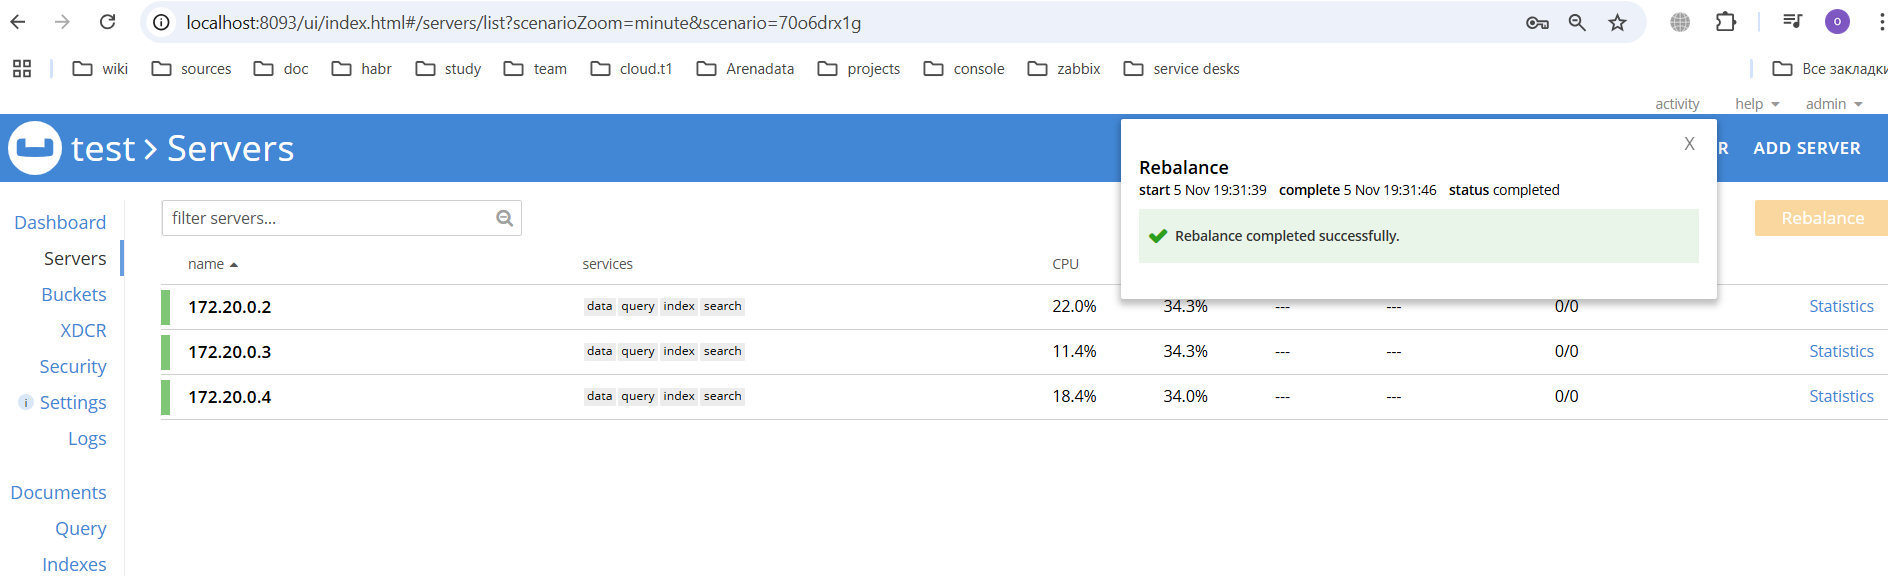 localhost:8093/ui/index.html#/servers/list?scenarioZoom=minute&scenario=70o6drx1g
o
wiki sources doc habr study team cloud.t1 Arenadata projects console zabbix service desks Все закладки
activity help admin
test > Servers
R ADD SERVER
X
Rebalance
start 5 Nov 19:31:39 complete 5 Nov 19:31:46 status completed
Rebalance completed successfully.
filter servers...
Rebalance
name services CPU
172.20.0.2 data query index search 22.0% 34.3% --- --- 0/0 Statistics
172.20.0.3 data query index search 11.4% 34.3% --- --- 0/0 Statistics
172.20.0.4 data query index search 18.4% 34.0% --- --- 0/0 Statistics
Dashboard
Servers
Buckets
XDCR
Security
i Settings
Logs
Documents
Query
Indexes